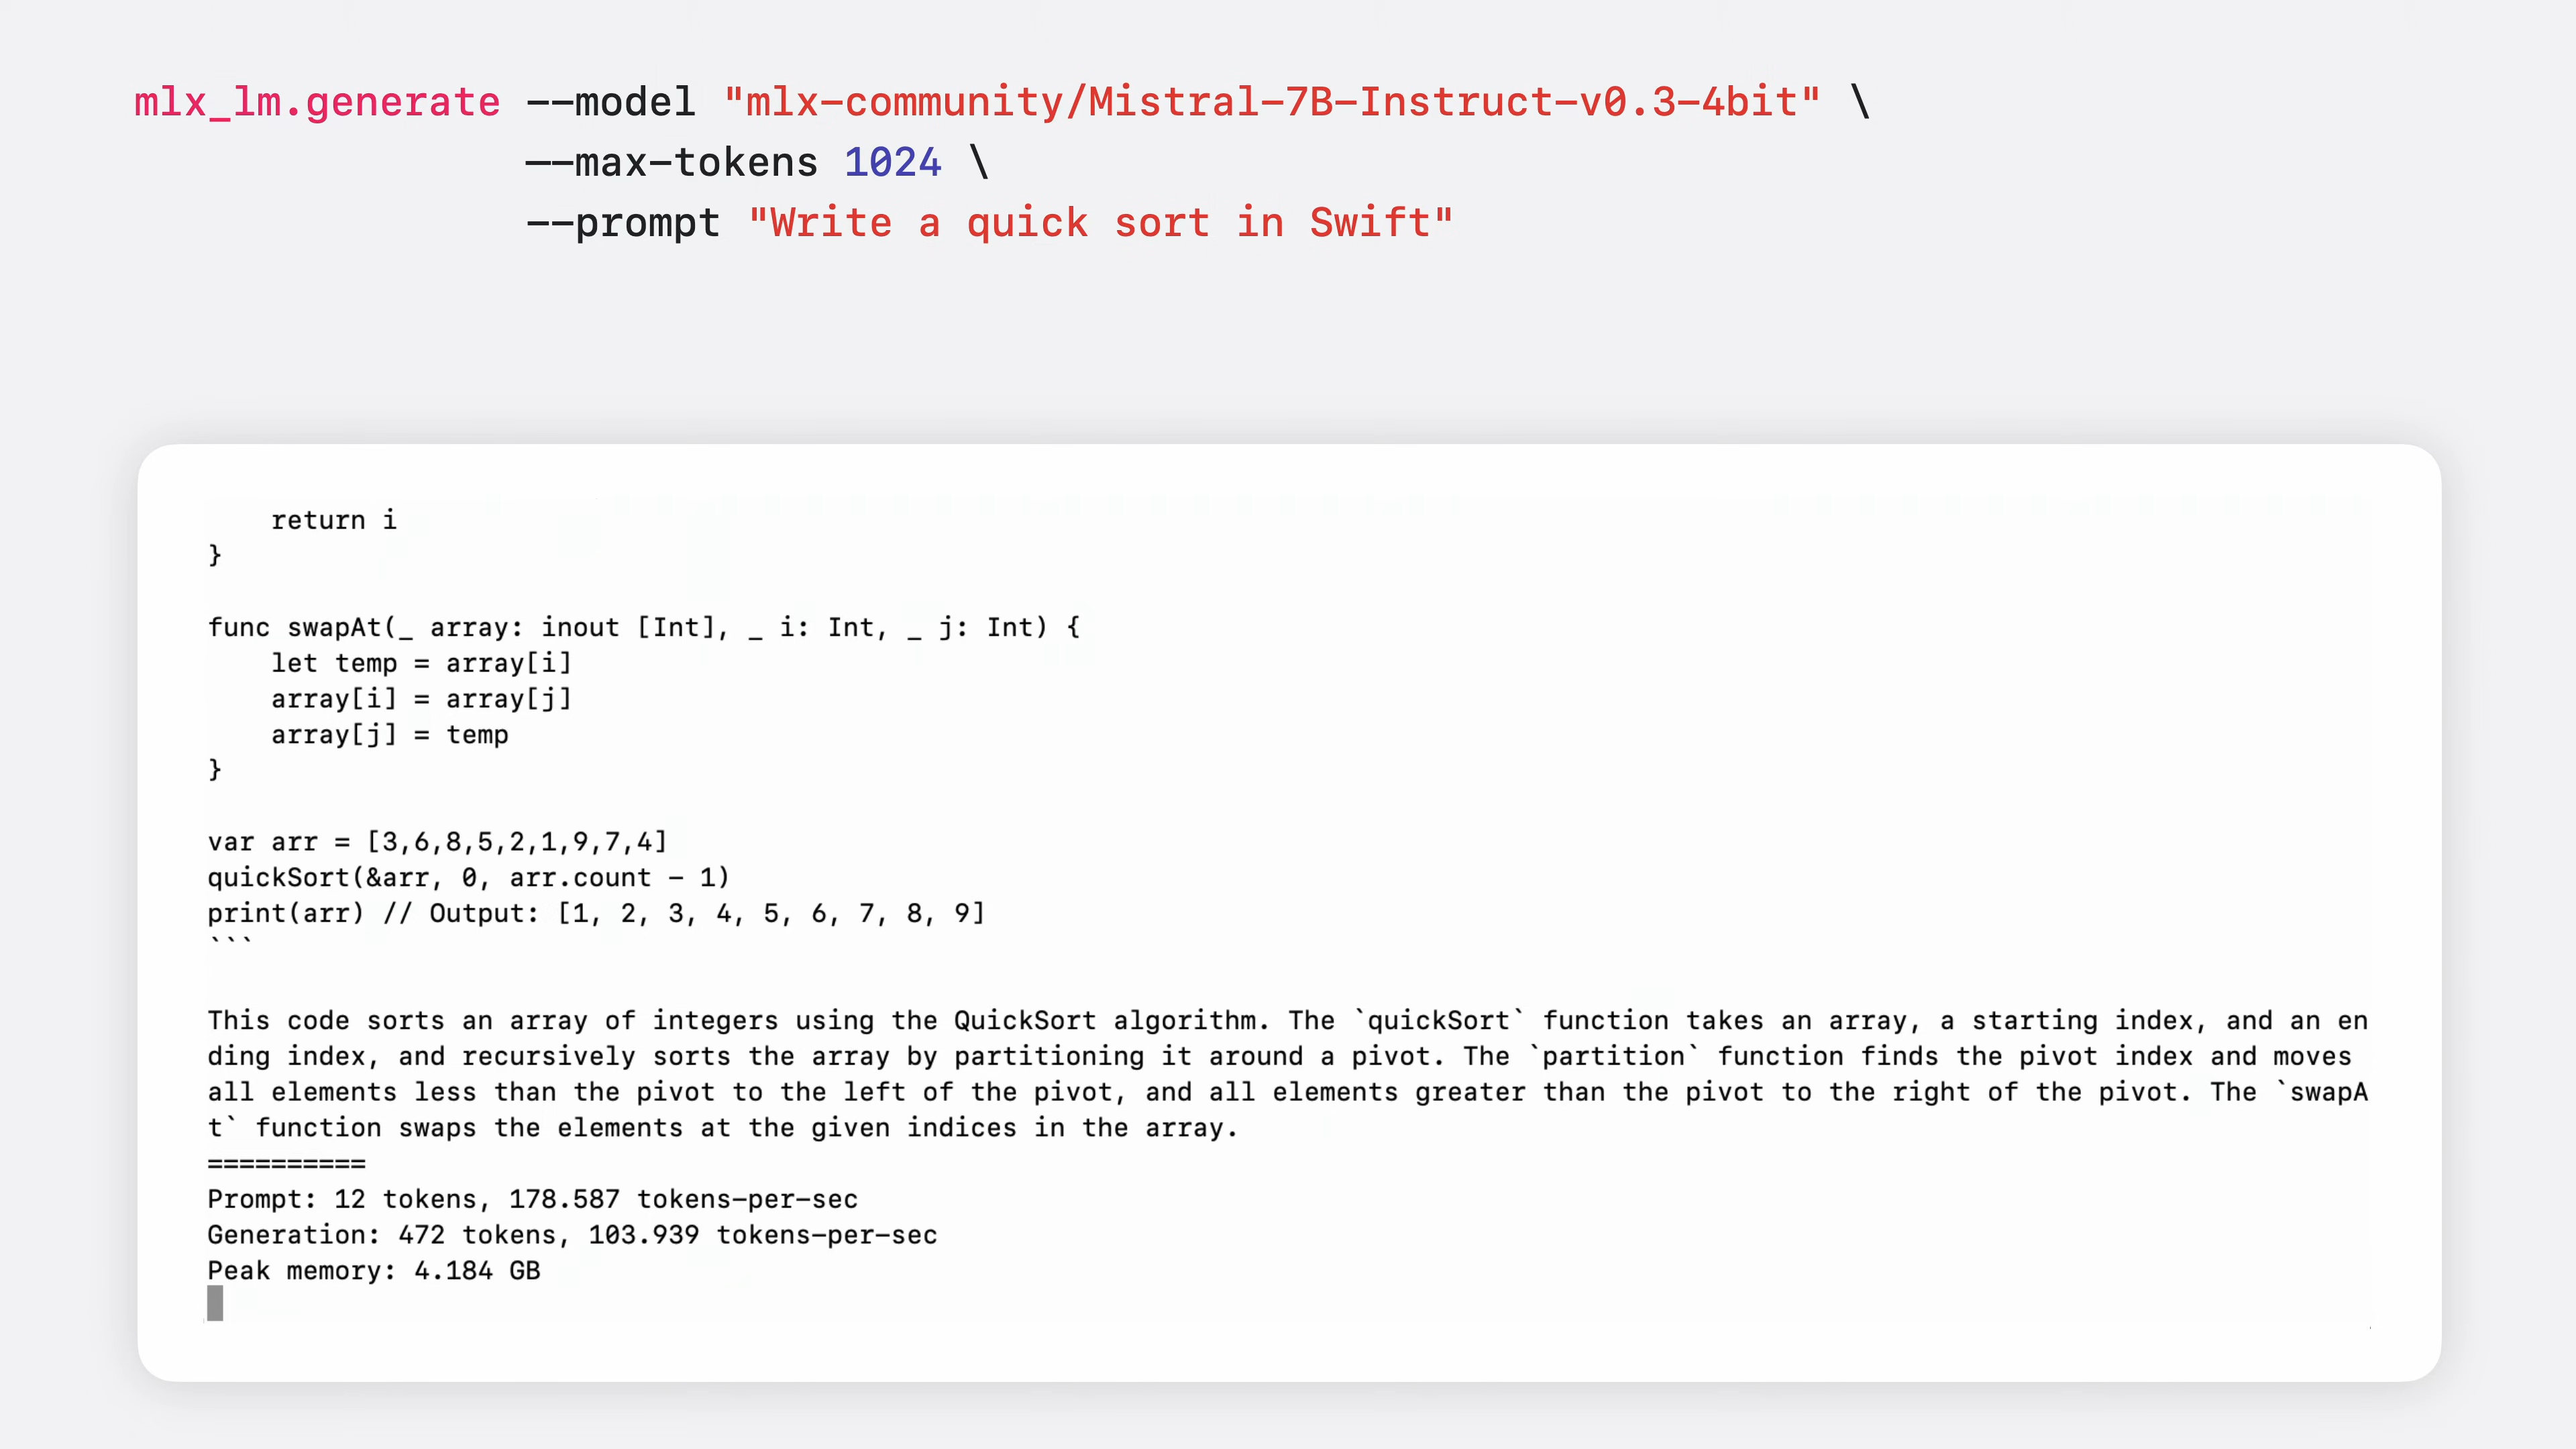 mlx_lm.generate --model "mlx-community/Mistral-7B-Instruct-v0.3-4bit" \
--max-tokens 1024 \
--prompt "Write a quick sort in Swift"
    return i
}
func swapAt(_ array: inout [Int], _ i: Int, _ j: Int) {
    let temp = array[i]
    array[i] = array[j]
    array[j] = temp
}
var arr = [3,6,8,5,2,1,9,7,4]
quickSort(&arr, 0, arr.count - 1)
print(arr) // Output: [1, 2, 3, 4, 5, 6, 7, 8, 9]
```
This code sorts an array of integers using the QuickSort algorithm. The `quickSort` function takes an array, a starting index, and an en
ding index, and recursively sorts the array by partitioning it around a pivot. The `partition` function finds the pivot index and moves
all elements less than the pivot to the left of the pivot, and all elements greater than the pivot to the right of the pivot. The `swapA
t` function swaps the elements at the given indices in the array.
==========
Prompt: 12 tokens, 178.587 tokens-per-sec
Generation: 472 tokens, 103.939 tokens-per-sec
Peak memory: 4.184 GB